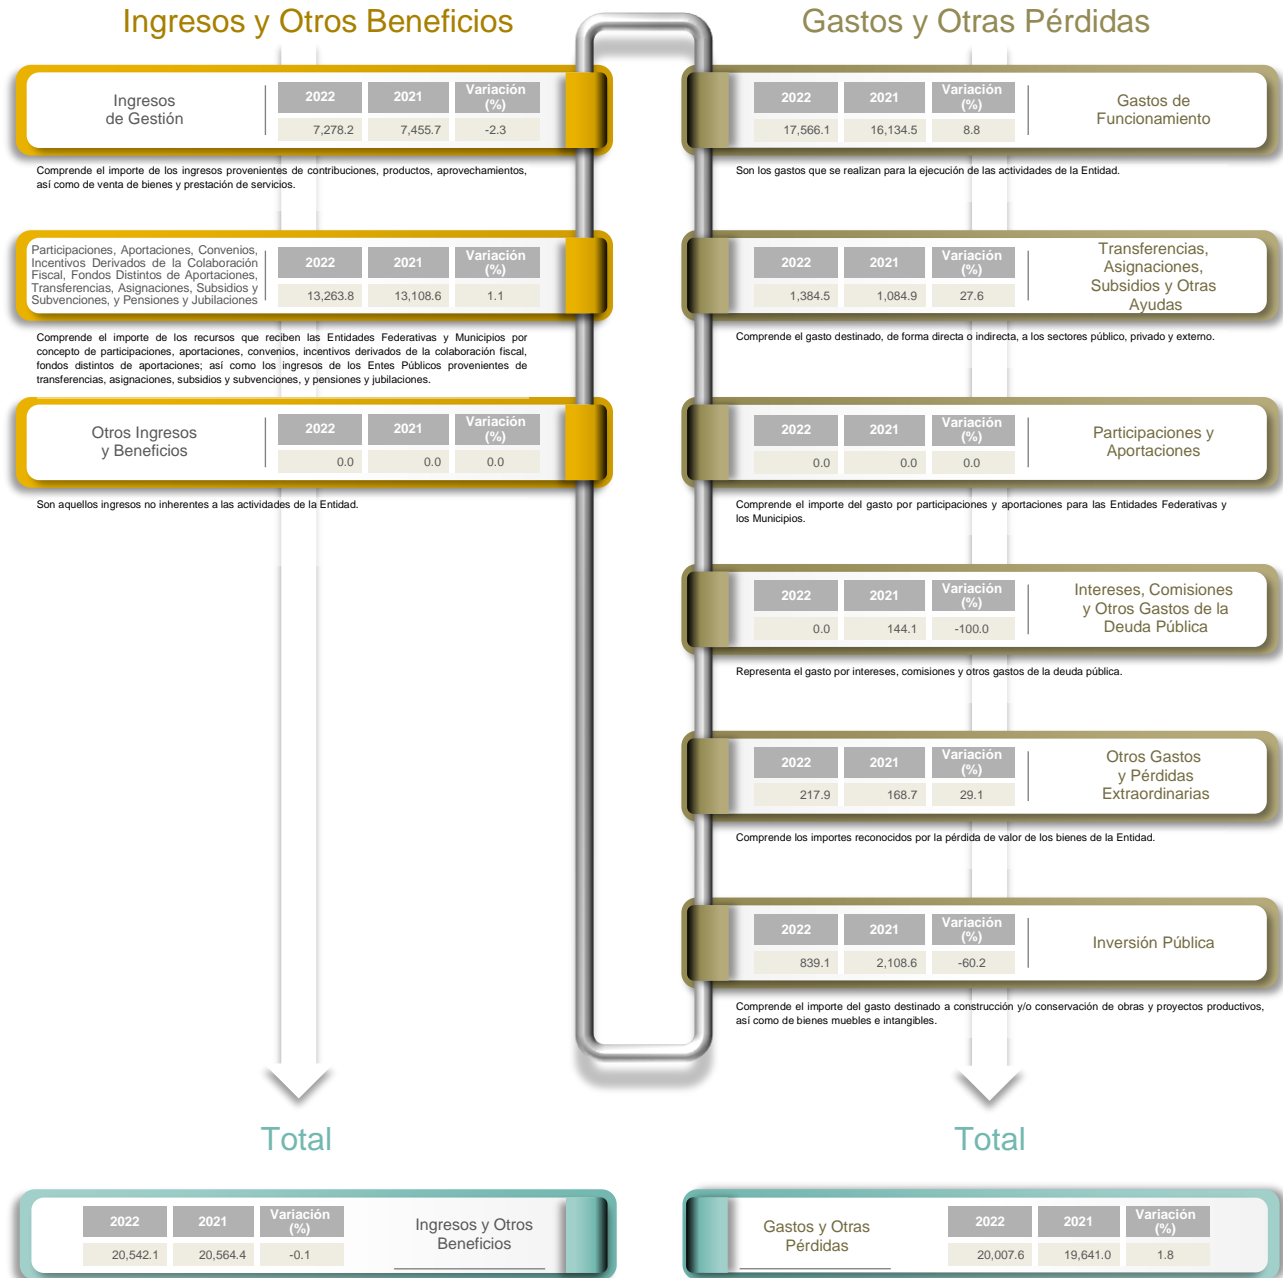 Ingresos y Otros Beneficios
Ingresos
de Gestión
2022 2021 Variación
(%)
7,278.2 7,455.7 -2.3
Comprende el importe de los ingresos provenientes de contribuciones, productos, aprovechamientos,
así como de venta de bienes y prestación de servicios.
Participaciones, Aportaciones, Convenios,
Incentivos Derivados de la Colaboración
Fiscal, Fondos Distintos de Aportaciones,
Transferencias, Asignaciones, Subsidios y
Subvenciones, y Pensiones y Jubilaciones
2022 2021 Variación
(%)
13,263.8 13,108.6 1.1
Comprende el importe de los recursos que reciben las Entidades Federativas y Municipios por
concepto de participaciones, aportaciones, convenios, incentivos derivados de la colaboración fiscal,
fondos distintos de aportaciones; así como los ingresos de los Entes Públicos provenientes de
transferencias, asignaciones, subsidios y subvenciones, y pensiones y jubilaciones.
Otros Ingresos
y Beneficios
2022 2021 Variación
(%)
0.0 0.0 0.0
Son aquellos ingresos no inherentes a las actividades de la Entidad.
Total
2022 2021 Variación
(%)
20,542.1 20,564.4 -0.1
Ingresos y Otros
Beneficios
Gastos y Otras Pérdidas
2022 2021 Variación
(%)
17,566.1 16,134.5 8.8
Gastos de
Funcionamiento
Son los gastos que se realizan para la ejecución de las actividades de la Entidad.
2022 2021 Variación
(%)
1,384.5 1,084.9 27.6
Transferencias,
Asignaciones,
Subsidios y Otras
Ayudas
Comprende el gasto destinado, de forma directa o indirecta, a los sectores público, privado y externo.
2022 2021 Variación
(%)
0.0 0.0 0.0
Participaciones y
Aportaciones
Comprende el importe del gasto por participaciones y aportaciones para las Entidades Federativas y
los Municipios.
2022 2021 Variación
(%)
0.0 144.1 -100.0
Intereses, Comisiones
y Otros Gastos de la
Deuda Pública
Representa el gasto por intereses, comisiones y otros gastos de la deuda pública.
2022 2021 Variación
(%)
217.9 168.7 29.1
Otros Gastos
y Pérdidas
Extraordinarias
Comprende los importes reconocidos por la pérdida de valor de los bienes de la Entidad.
2022 2021 Variación
(%)
839.1 2,108.6 -60.2
Inversión Pública
Comprende el importe del gasto destinado a construcción y/o conservación de obras y proyectos productivos,
así como de bienes muebles e intangibles.
Total
Gastos y Otras
Pérdidas
2022 2021 Variación
(%)
20,007.6 19,641.0 1.8